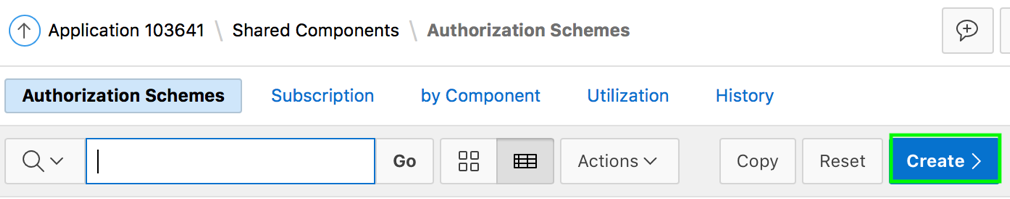 Application 103641 \ Shared Components \ Authorization Schemes
Authorization Schemes Subscription by Component Utilization History
Go Actions Copy Reset Create >